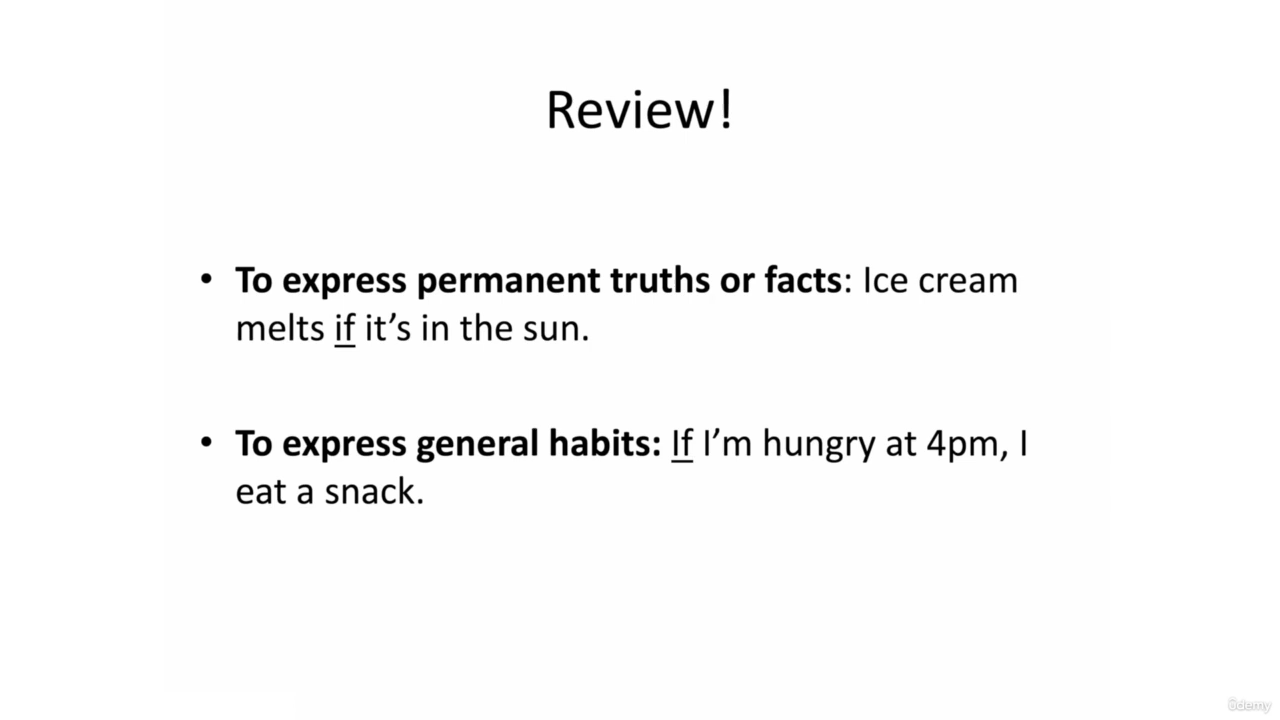 Review!
• To express permanent truths or facts: Ice cream
melts if it’s in the sun.
• To express general habits: If I’m hungry at 4pm, I
eat a snack.
ûdemy